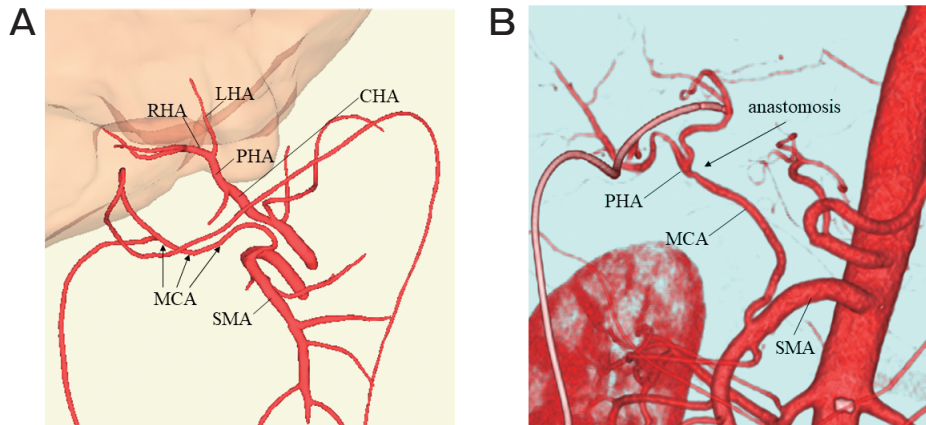 A
LHA
CHA
RHA
PHA
MCA
SMA
B
anastomosis
PHA
MCA
SMA